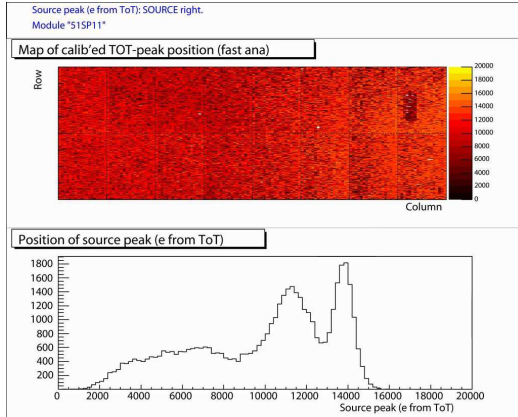 Source peak (e from ToT): SOURCE right.
Module "51SP11"
Map of calib'ed TOT-peak position (fast ana)
Row
20000
18000
16000
14000
12000
10000
8000
6000
4000
2000
0
Column
Position of source peak (e from ToT)
1800
1600
1400
1200
1000
800
600
400
200
0 2000 4000 6000 8000 10000 12000 14000 16000 18000 20000
Source peak (e from ToT)